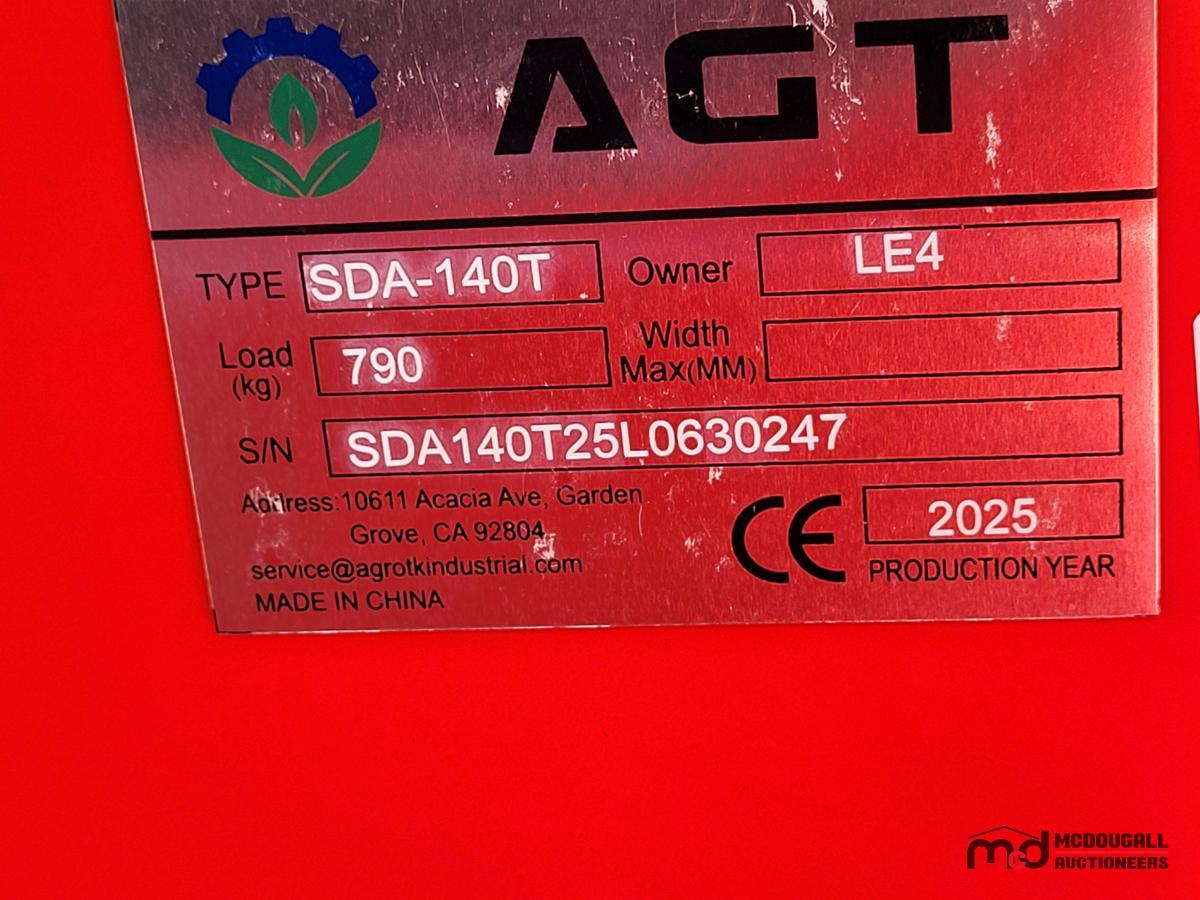 AGT
TYPE SDA-140T Owner LE4
Load (kg) 790 Width Max(MM)
S/N SDA140T25L0630247
Address:10611 Acacia Ave, Garden
Grove, CA 92804
service@agrotkindustrial.com
MADE IN CHINA
CE 2025
PRODUCTION YEAR
mcd MCDOUGALL
AUCTIONEERS